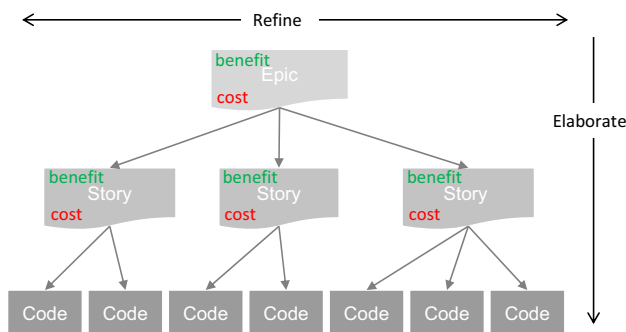 Refine
benefit
Epic
cost
Elaborate
benefit benefit benefit
Story Story Story
cost cost cost
Code Code Code Code Code Code Code